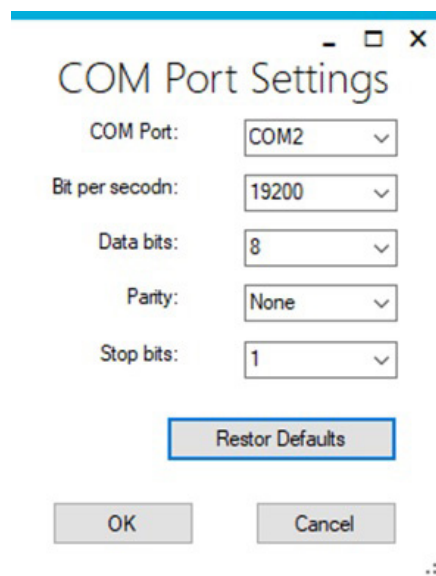 COM Port Settings
COM Port: COM2
Bit per secodn: 19200
Data bits: 8
Parity: None
Stop bits: 1
Restor Defaults
OK Cancel